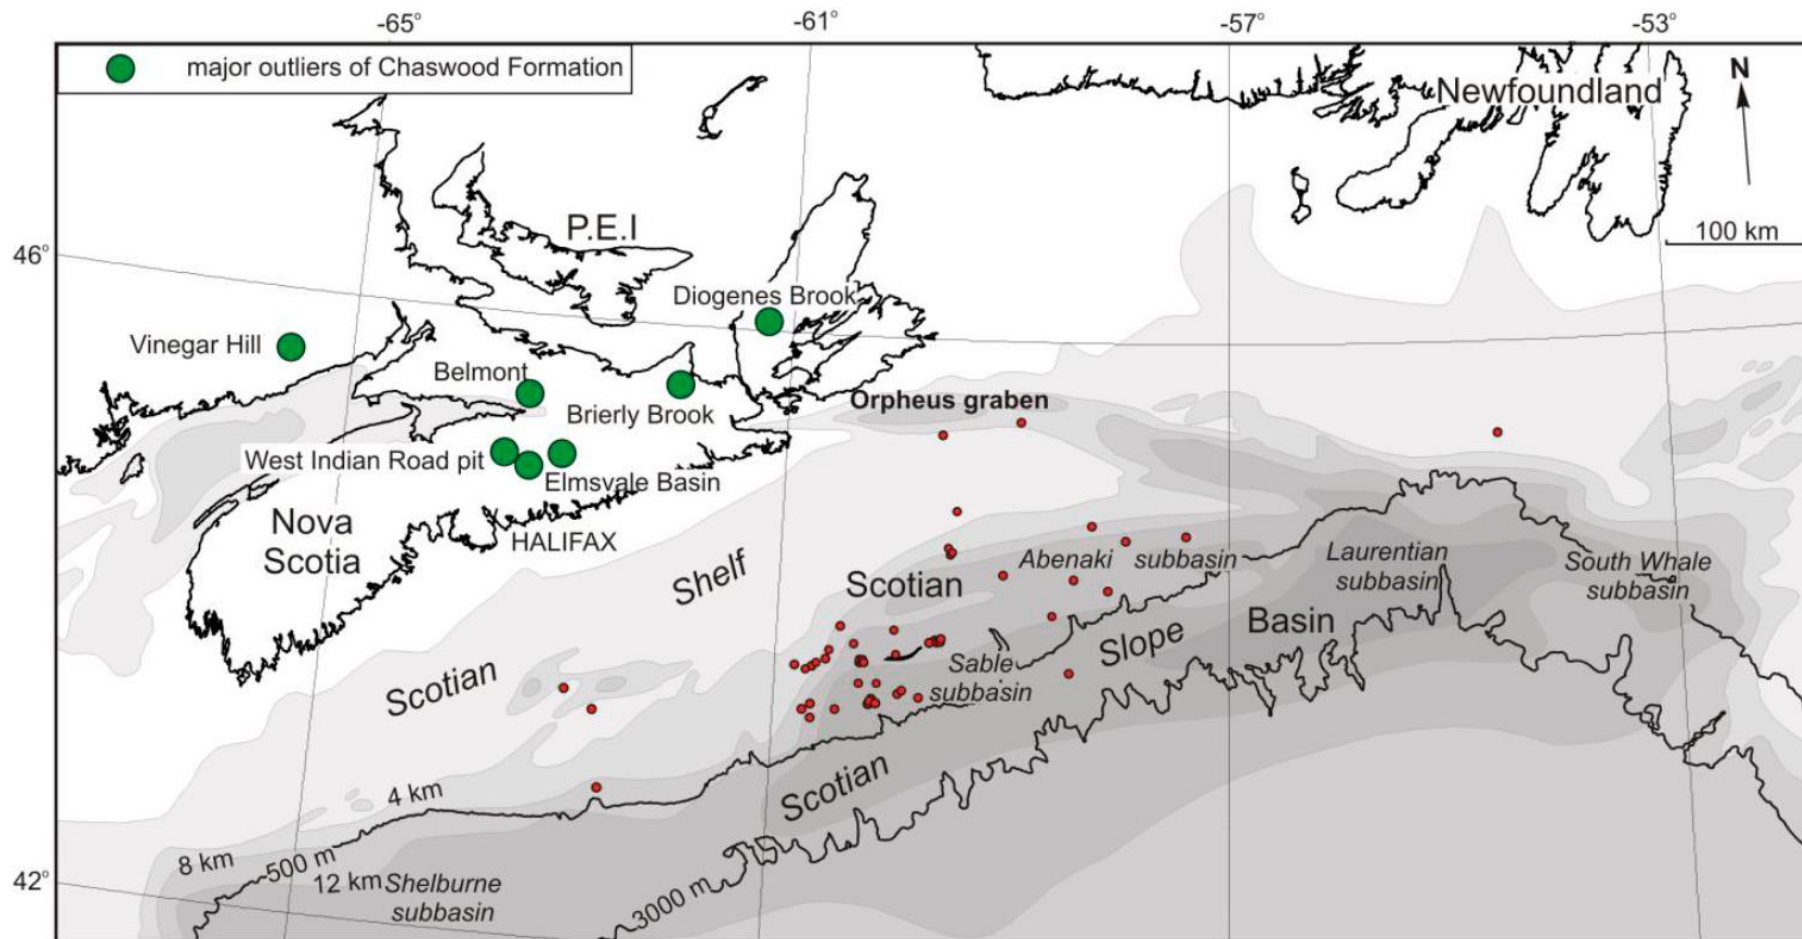 -65°
-61°
-57°
-53°
major outliers of Chaswood Formation
N
Newfoundland
P.E.I
100 km
46°
Diogenes Brook
Vinegar Hill
Belmont
Orpheus graben
Brierly Brook
West Indian Road pit
Elmsvale Basin
Nova
Scotia
HALIFAX
Shelf
Scotian
Abenaki subbasin
Laurentian
subbasin
South Whale
subbasin
Basin
Slope
Sable
subbasin
Scotian
Scotian
4 km
8 km
500 m
12 km
Shelburne
subbasin
3000 m
42°